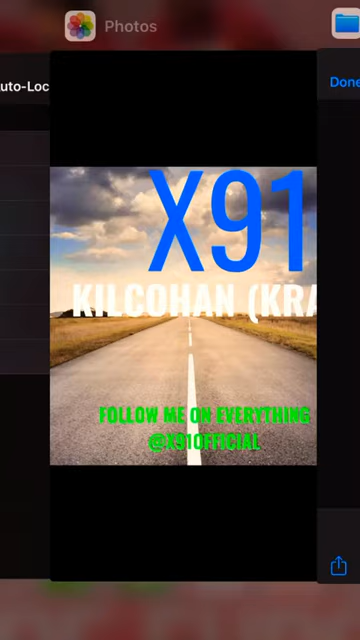 Photos
uto-Loc
Done
X91
KILCOHAN (KRA
FOLLOW ME ON EVERYTHING
@X91OFFICIAL